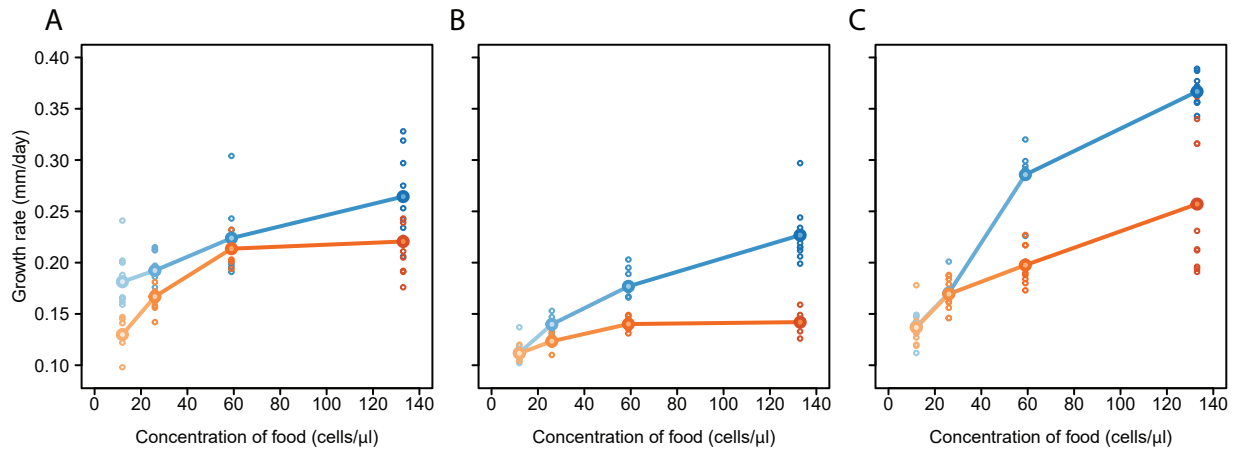 A
B
C
Growth rate (mm/day)
0.40
0.35
0.30
0.25
0.20
0.15
0.10
0 20 40 60 80 100 120 140
0 20 40 60 80 100 120 140
0 20 40 60 80 100 120 140
Concentration of food (cells/µl)
Concentration of food (cells/µl)
Concentration of food (cells/µl)